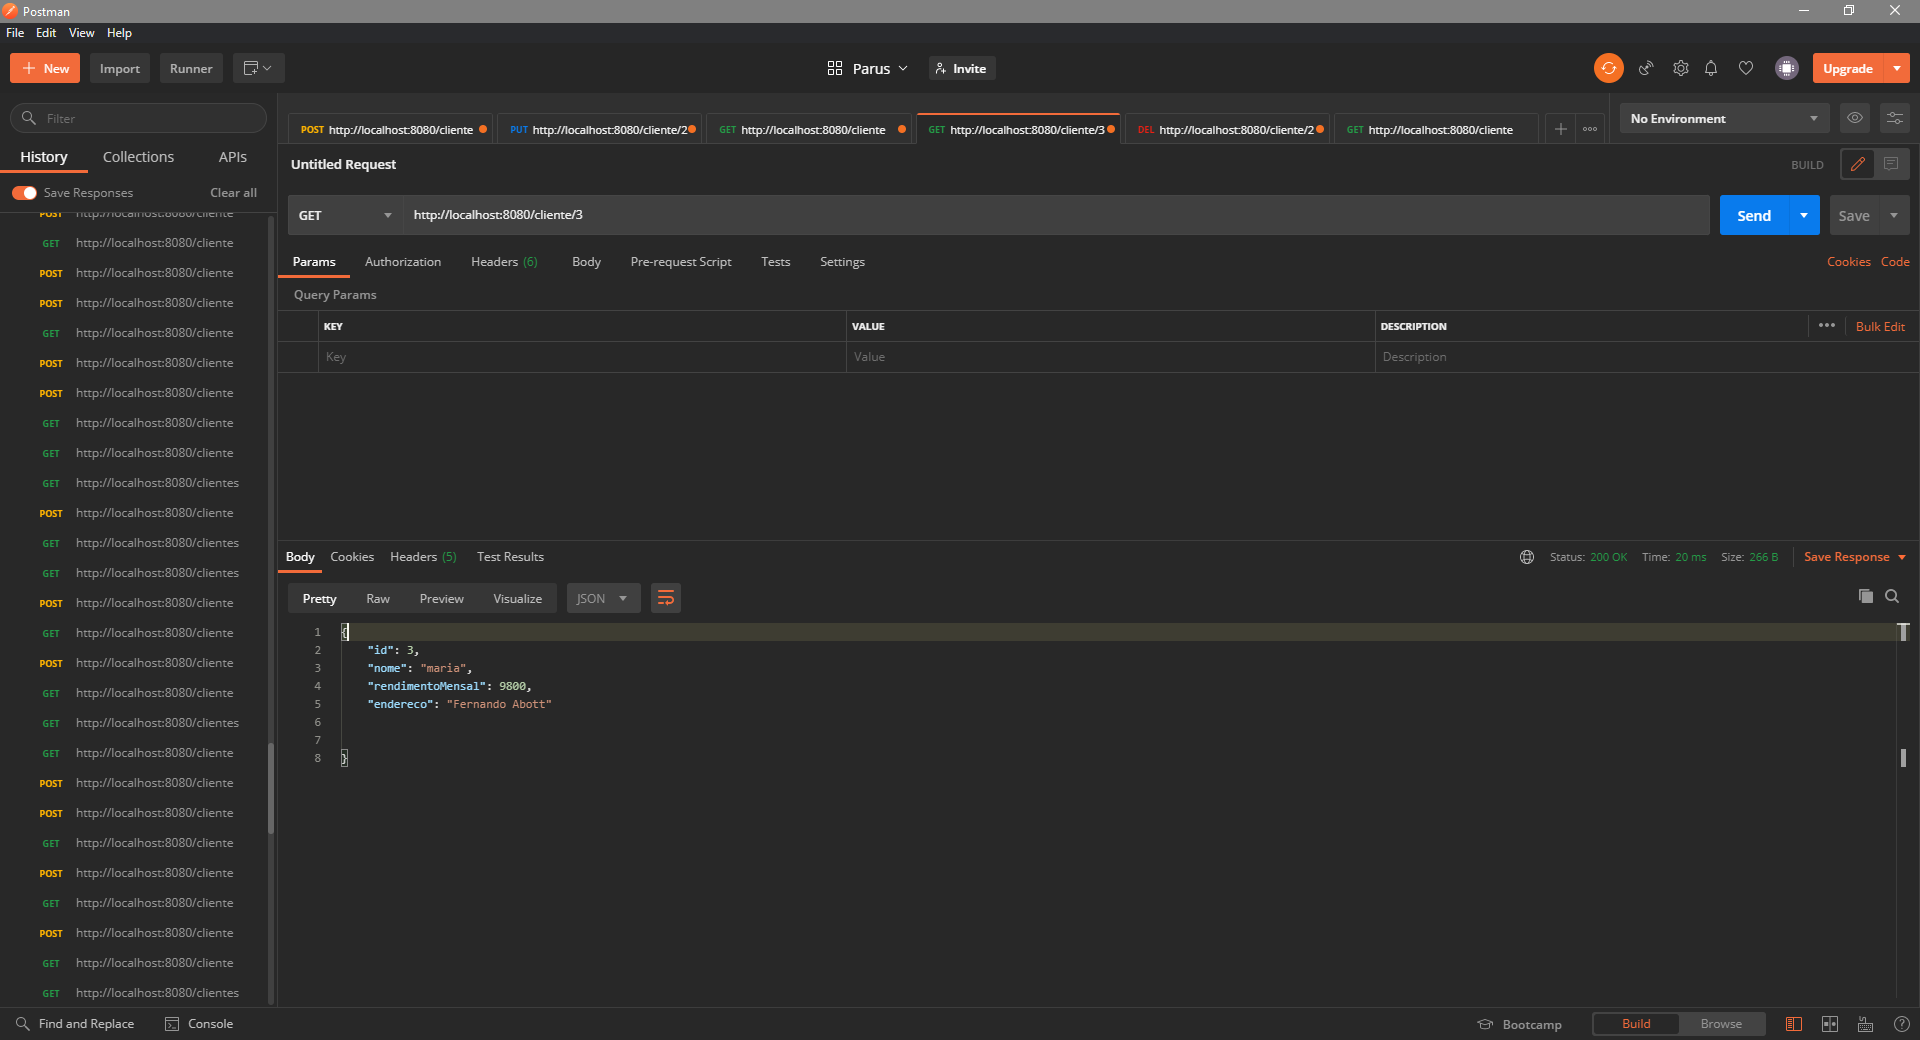 Postman
File Edit View Help
New Import Runner Parus Invite Upgrade
Filter
History Collections APIs
Save Responses Clear all
POST http://localhost:8080/cliente
GET http://localhost:8080/cliente
POST http://localhost:8080/cliente
POST http://localhost:8080/cliente
GET http://localhost:8080/cliente
POST http://localhost:8080/cliente
POST http://localhost:8080/cliente
GET http://localhost:8080/cliente
GET http://localhost:8080/cliente
GET http://localhost:8080/clientes
POST http://localhost:8080/cliente
GET http://localhost:8080/clientes
GET http://localhost:8080/clientes
POST http://localhost:8080/cliente
GET http://localhost:8080/cliente
POST http://localhost:8080/cliente
GET http://localhost:8080/cliente
GET http://localhost:8080/clientes
GET http://localhost:8080/cliente
POST http://localhost:8080/cliente
POST http://localhost:8080/cliente
GET http://localhost:8080/cliente
POST http://localhost:8080/cliente
GET http://localhost:8080/cliente
POST http://localhost:8080/cliente
GET http://localhost:8080/cliente
GET http://localhost:8080/clientes
POST http://localhost:8080/cliente PUT http://localhost:8080/cliente/2 GET http://localhost:8080/cliente GET http://localhost:8080/cliente/3 DEL http://localhost:8080/cliente/2 GET http://localhost:8080/cliente No Environment
Untitled Request BUILD
GET http://localhost:8080/cliente/3 Send Save
Params Authorization Headers (6) Body Pre-request Script Tests Settings Cookies Code
Query Params
KEY VALUE DESCRIPTION ••• Bulk Edit
Key Value Description
Body Cookies Headers (5) Test Results Status: 200 OK Time: 20 ms Size: 266 B Save Response
Pretty Raw Preview Visualize JSON
1 {
2 "id": 3,
3 "nome": "maria",
4 "rendimentoMensal": 9800,
5 "endereco": "Fernando Abott"
6
7
8 }
Find and Replace Console Bootcamp Build Browse